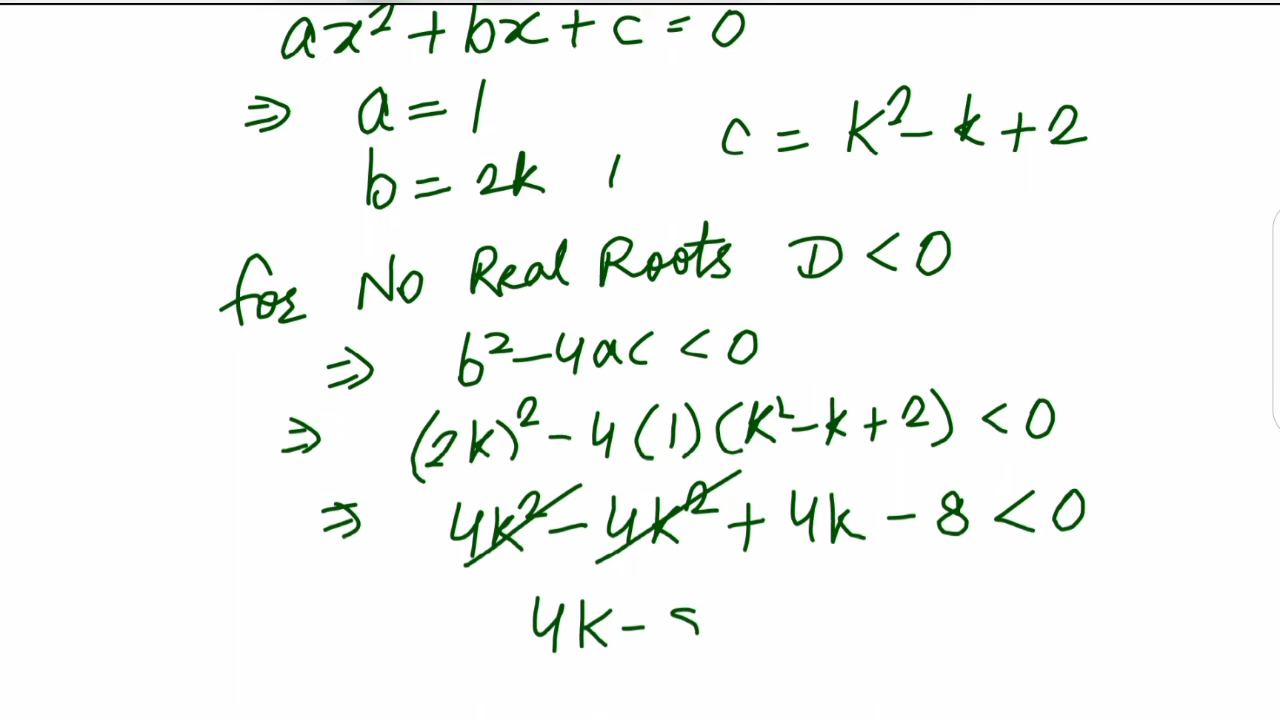 ax² + bx + c = 0
⇒ a = 1
c = k² - k + 2
b = 2k ,
for No Real Roots D < 0
⇒ b² - 4ac < 0
⇒ (2k)² - 4(1)(k² - k + 2) < 0
⇒ 4k² - 4k² + 4k - 8 < 0
4k -